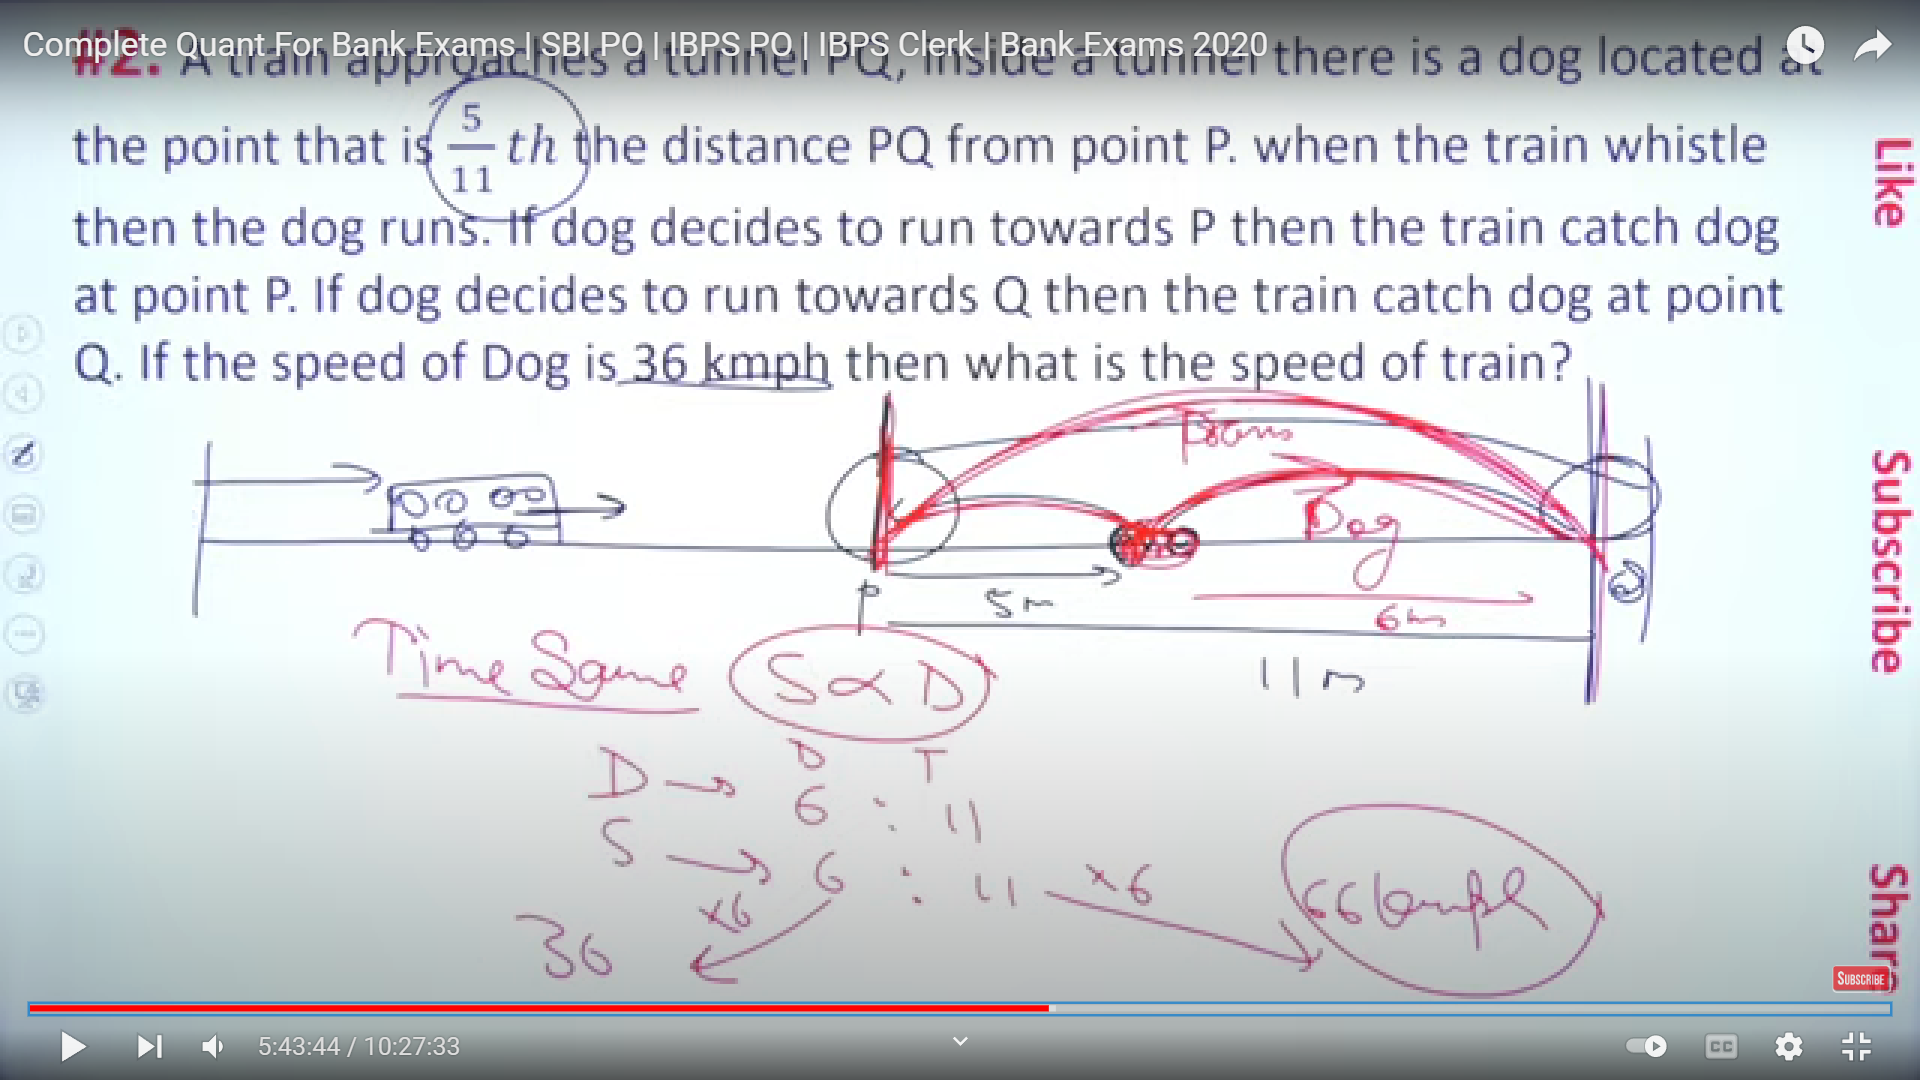 Complete Quant For Bank Exams | SBI PO | IBPS PO | IBPS Clerk | Bank Exams 2020
#2. A train approaches a tunnel PQ, inside a tunnel there is a dog located at
the point that is 5/11 th the distance PQ from point P. when the train whistle
then the dog runs. If dog decides to run towards P then the train catch dog
at point P. If dog decides to run towards Q then the train catch dog at point
Q. If the speed of Dog is 36 kmph then what is the speed of train?
Dog
P
5m
6m
Q
11m
Time Same
S ∝ D
D T
D → 6 : 11
S → 6 : 11
×6
×6
36
66 kmph
Like
Subscribe
Share
SUBSCRIBE
5:43:44 / 10:27:33
CC